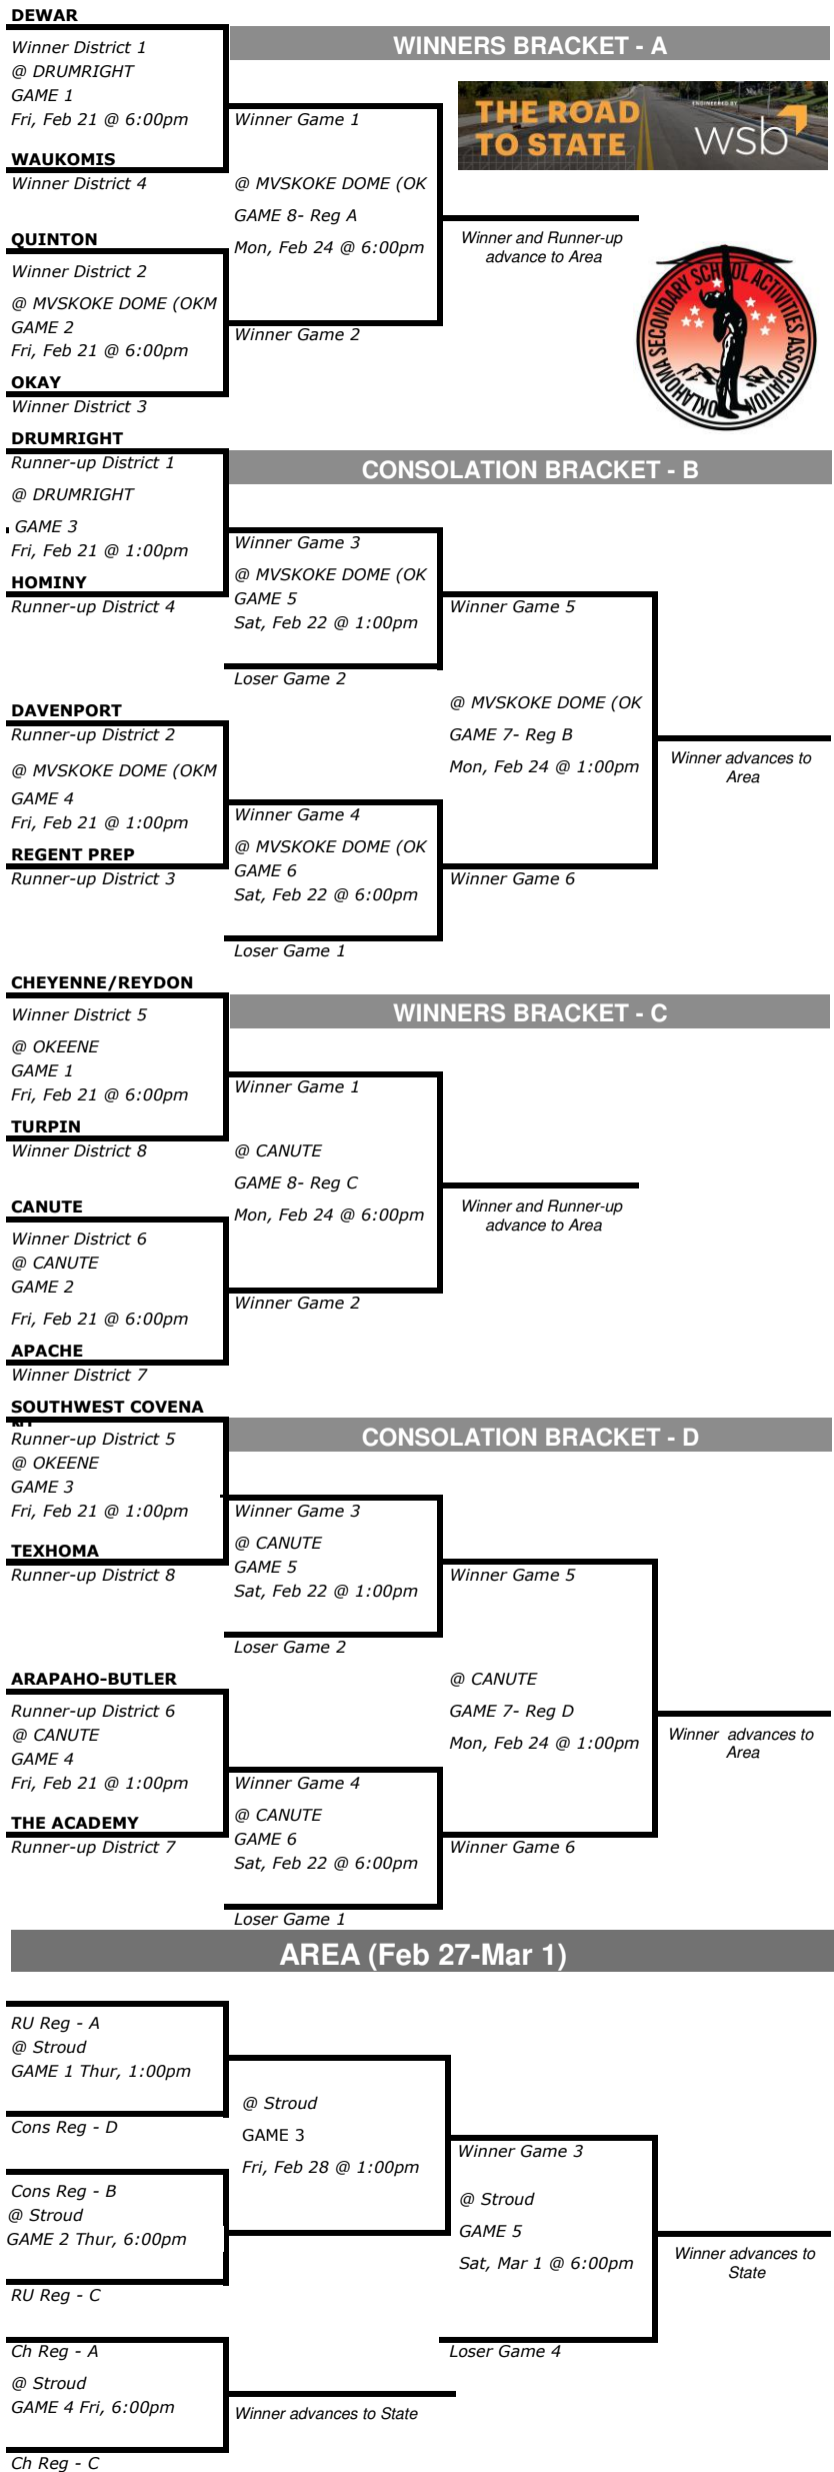 DEWAR
WINNERS BRACKET - A
Winner District 1
@ DRUMRIGHT
GAME 1
Fri, Feb 21 @ 6:00pm
WAUKOMIS
Winner District 4
Winner Game 1
@ MVSKOKE DOME (OK
GAME 8- Reg A
Mon, Feb 24 @ 6:00pm
Winner Game 2
THE ROAD
TO STATE
ENGINEERED BY
wsb
Winner and Runner-up
advance to Area
OKLAHOMA SECONDARY SCHOOL ACTIVITIES ASSOCIATION
QUINTON
Winner District 2
@ MVSKOKE DOME (OKM
GAME 2
Fri, Feb 21 @ 6:00pm
OKAY
Winner District 3
DRUMRIGHT
CONSOLATION BRACKET - B
Runner-up District 1
@ DRUMRIGHT
GAME 3
Fri, Feb 21 @ 1:00pm
HOMINY
Runner-up District 4
Winner Game 3
@ MVSKOKE DOME (OK
GAME 5
Sat, Feb 22 @ 1:00pm
Loser Game 2
Winner Game 5
@ MVSKOKE DOME (OK
GAME 7- Reg B
Mon, Feb 24 @ 1:00pm
Winner Game 6
Winner advances to
Area
DAVENPORT
Runner-up District 2
@ MVSKOKE DOME (OKM
GAME 4
Fri, Feb 21 @ 1:00pm
REGENT PREP
Runner-up District 3
Winner Game 4
@ MVSKOKE DOME (OK
GAME 6
Sat, Feb 22 @ 6:00pm
Loser Game 1
CHEYENNE/REYDON
WINNERS BRACKET - C
Winner District 5
@ OKEENE
GAME 1
Fri, Feb 21 @ 6:00pm
TURPIN
Winner District 8
Winner Game 1
@ CANUTE
GAME 8- Reg C
Mon, Feb 24 @ 6:00pm
Winner Game 2
Winner and Runner-up
advance to Area
CANUTE
Winner District 6
@ CANUTE
GAME 2
Fri, Feb 21 @ 6:00pm
APACHE
Winner District 7
SOUTHWEST COVENA
CONSOLATION BRACKET - D
Runner-up District 5
@ OKEENE
GAME 3
Fri, Feb 21 @ 1:00pm
TEXHOMA
Runner-up District 8
Winner Game 3
@ CANUTE
GAME 5
Sat, Feb 22 @ 1:00pm
Loser Game 2
Winner Game 5
@ CANUTE
GAME 7- Reg D
Mon, Feb 24 @ 1:00pm
Winner Game 6
Winner advances to
Area
ARAPAHO-BUTLER
Runner-up District 6
@ CANUTE
GAME 4
Fri, Feb 21 @ 1:00pm
THE ACADEMY
Runner-up District 7
Winner Game 4
@ CANUTE
GAME 6
Sat, Feb 22 @ 6:00pm
Loser Game 1
AREA (Feb 27-Mar 1)
RU Reg - A
@ Stroud
GAME 1 Thur, 1:00pm
Cons Reg - D
@ Stroud
GAME 3
Fri, Feb 28 @ 1:00pm
Cons Reg - B
@ Stroud
GAME 2 Thur, 6:00pm
RU Reg - C
Winner Game 3
@ Stroud
GAME 5
Sat, Mar 1 @ 6:00pm
Loser Game 4
Winner advances to
State
Ch Reg - A
@ Stroud
GAME 4 Fri, 6:00pm
Ch Reg - C
Winner advances to State